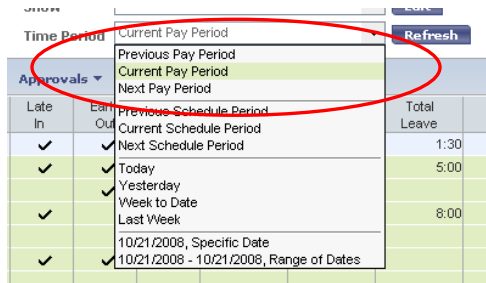 Show Edit
Time Period Current Pay Period Refresh
Previous Pay Period
Current Pay Period
Next Pay Period
Approvals
Previous Schedule Period
Current Schedule Period
Next Schedule Period
Late In Early Out Total Leave
1:30
Today 5:00
Yesterday
Week to Date
Last Week 8:00
10/21/2008, Specific Date
10/21/2008 - 10/21/2008, Range of Dates